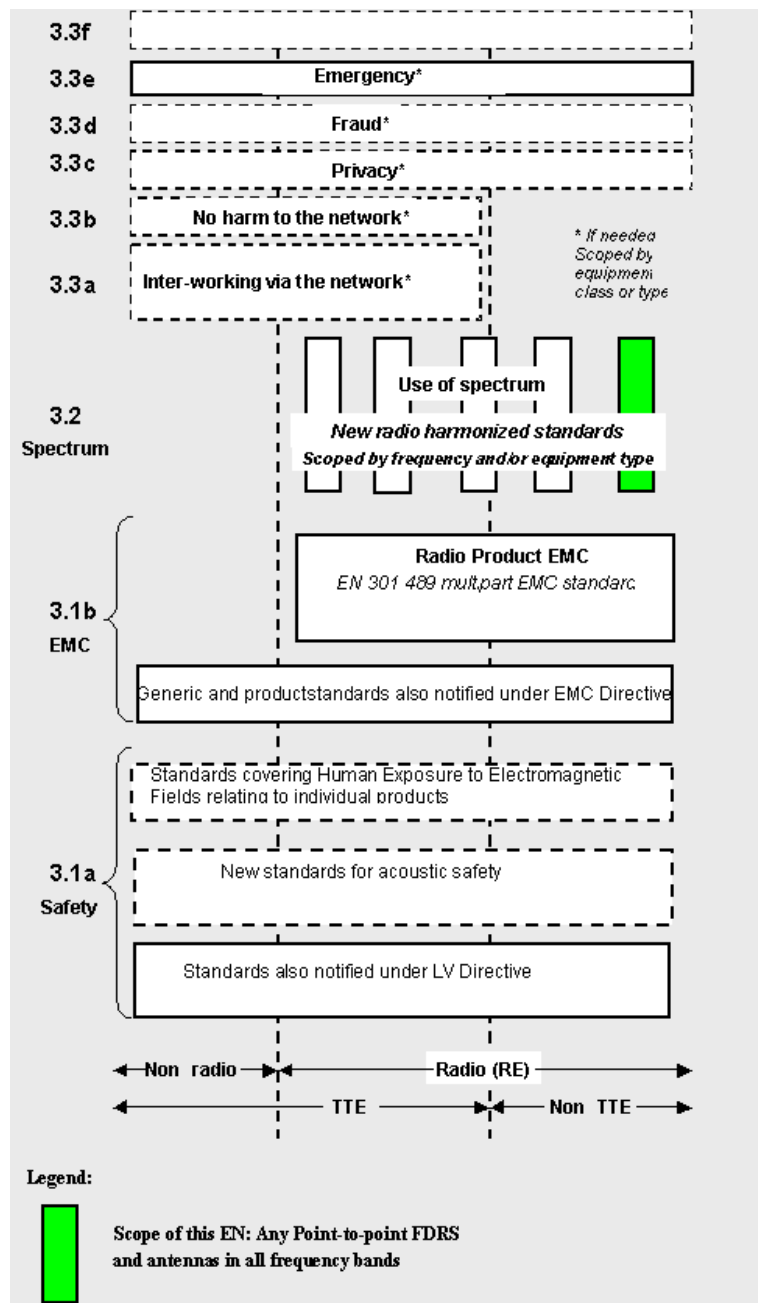 3.3f
3.3e Emergency*
3.3d Fraud*
3.3c Privacy*
3.3b No harm to the network*
3.3a Inter-working via the network*
* If needed
Scoped by
equipment
class or type
3.2
Spectrum
Use of spectrum
New radio harmonized standards
Scoped by frequency and/or equipment type
3.1b
EMC
Radio Product EMC
EN 301 489 multipart EMC standard
Generic and productstandards also notified under EMC Directive
3.1a
Safety
Standards covering Human Exposure to Electromagnetic
Fields relating to individual products
New standards for acoustic safety
Standards also notified under LV Directive
Non radio Radio (RE)
TTE Non TTE
Legend:
Scope of this EN: Any Point-to-point FDRS
and antennas in all frequency bands